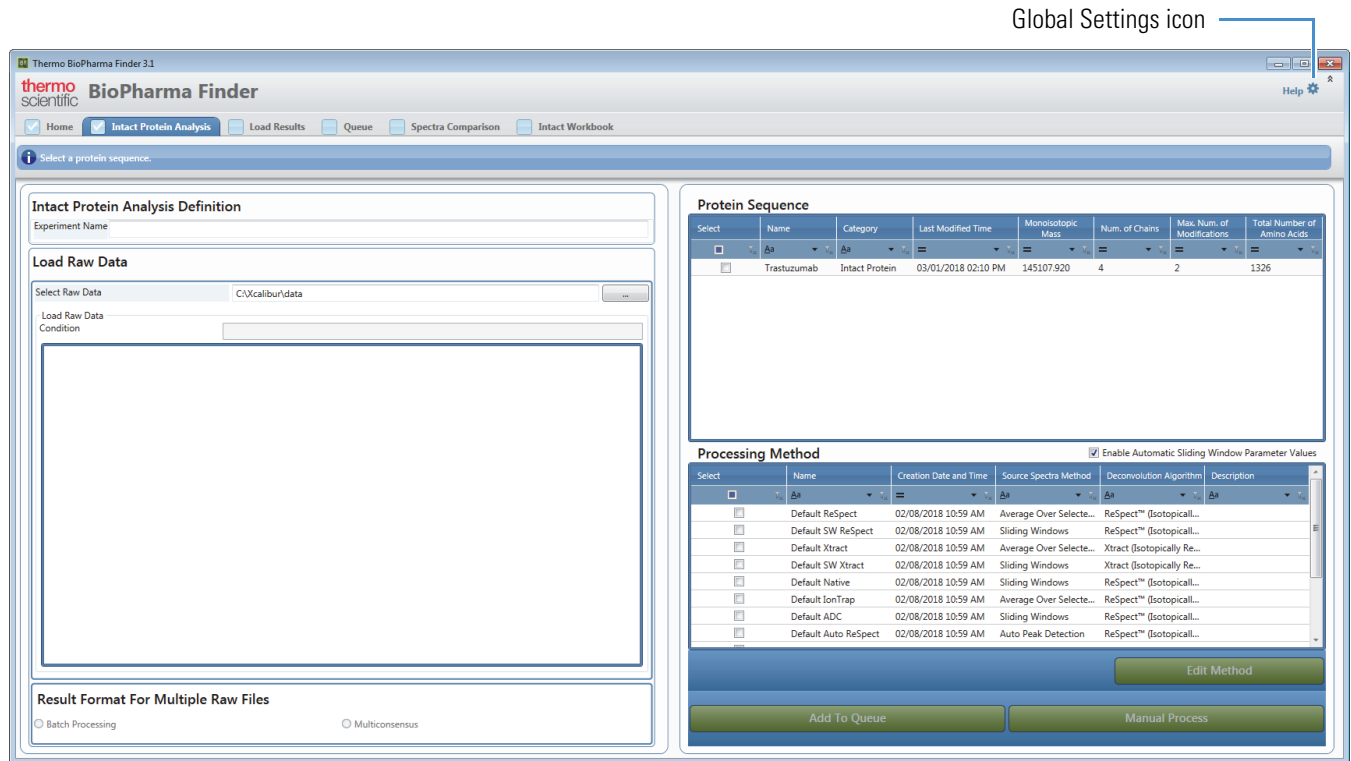 Global Settings icon
Thermo BioPharma Finder 3.1
thermo
scientific
BioPharma Finder
Help
Home
Intact Protein Analysis
Load Results
Queue
Spectra Comparison
Intact Workbook
Select a protein sequence.
Intact Protein Analysis Definition
Experiment Name
Load Raw Data
Select Raw Data C:\Xcalibur\data ...
Load Raw Data
Condition
Result Format For Multiple Raw Files
Batch Processing Multiconsensus
Protein Sequence
Select Name Category Last Modified Time Monoisotopic Mass Num. of Chains Max. Num. of Modifications Total Number of Amino Acids
Aa Aa = = = = =
Trastuzumab Intact Protein 03/01/2018 02:10 PM 145107.920 4 2 1326
Processing Method
Enable Automatic Sliding Window Parameter Values
Select Name Creation Date and Time Source Spectra Method Deconvolution Algorithm Description
Aa = Aa Aa Aa
Default ReSpect 02/08/2018 10:59 AM Average Over Selecte... ReSpect™ (Isotopicall...
Default SW ReSpect 02/08/2018 10:59 AM Sliding Windows ReSpect™ (Isotopicall...
Default Xtract 02/08/2018 10:59 AM Average Over Selecte... Xtract (Isotopically Re...
Default SW Xtract 02/08/2018 10:59 AM Sliding Windows Xtract (Isotopically Re...
Default Native 02/08/2018 10:59 AM Sliding Windows ReSpect™ (Isotopicall...
Default IonTrap 02/08/2018 10:59 AM Average Over Selecte... ReSpect™ (Isotopicall...
Default ADC 02/08/2018 10:59 AM Sliding Windows ReSpect™ (Isotopicall...
Default Auto ReSpect 02/08/2018 10:59 AM Auto Peak Detection ReSpect™ (Isotopicall...
Edit Method
Add To Queue
Manual Process